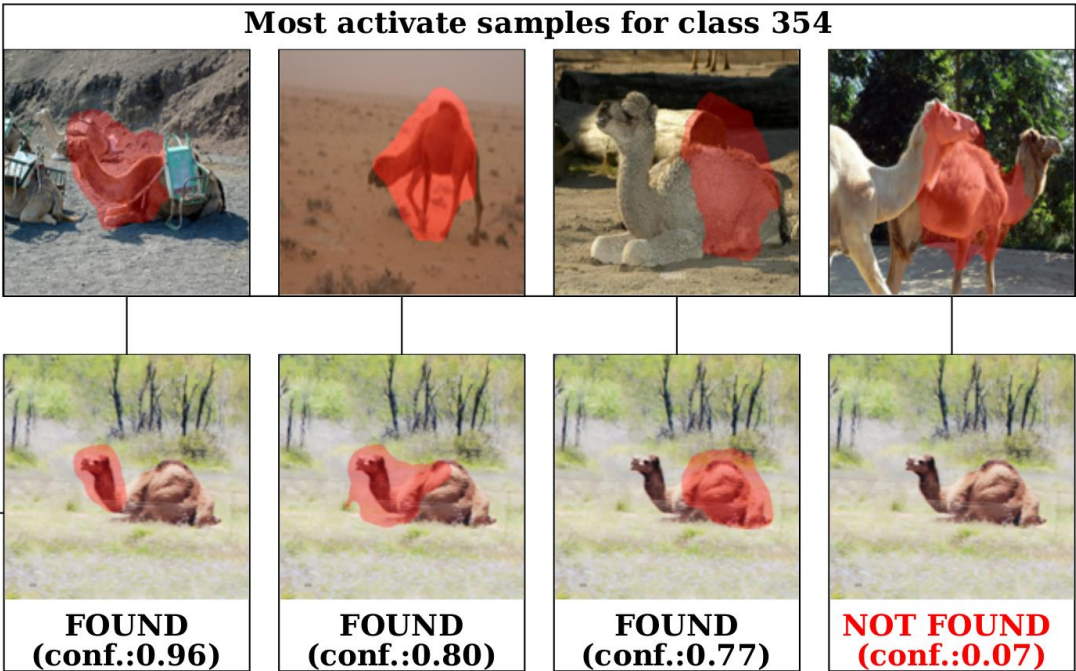 Most activate samples for class 354
FOUND
(conf.:0.96)
FOUND
(conf.:0.80)
FOUND
(conf.:0.77)
NOT FOUND
(conf.:0.07)